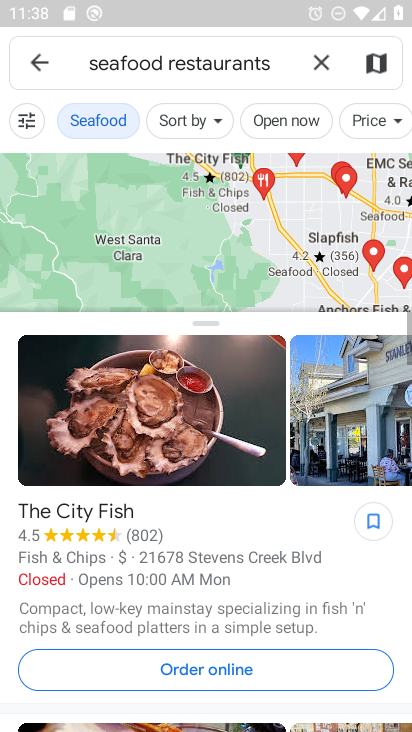 11:38
seafood restaurants
Seafood
Sort by
Open now
Price
The City Fish
4.5 ★ (802)
Fish & Chips
· Closed
EMC Se
& Ra
4.0 ★
Seafood ·
West Santa
Clara
Slapfish
4.2 ★ (356)
Seafood · Closed
Anchors Fish &
STANLEY
The City Fish
4.5 ★★★★★ (802)
Fish & Chips · $ · 21678 Stevens Creek Blvd
Closed · Opens 10:00 AM Mon
Compact, low-key mainstay specializing in fish 'n'
chips & seafood platters in a simple setup.
Order online